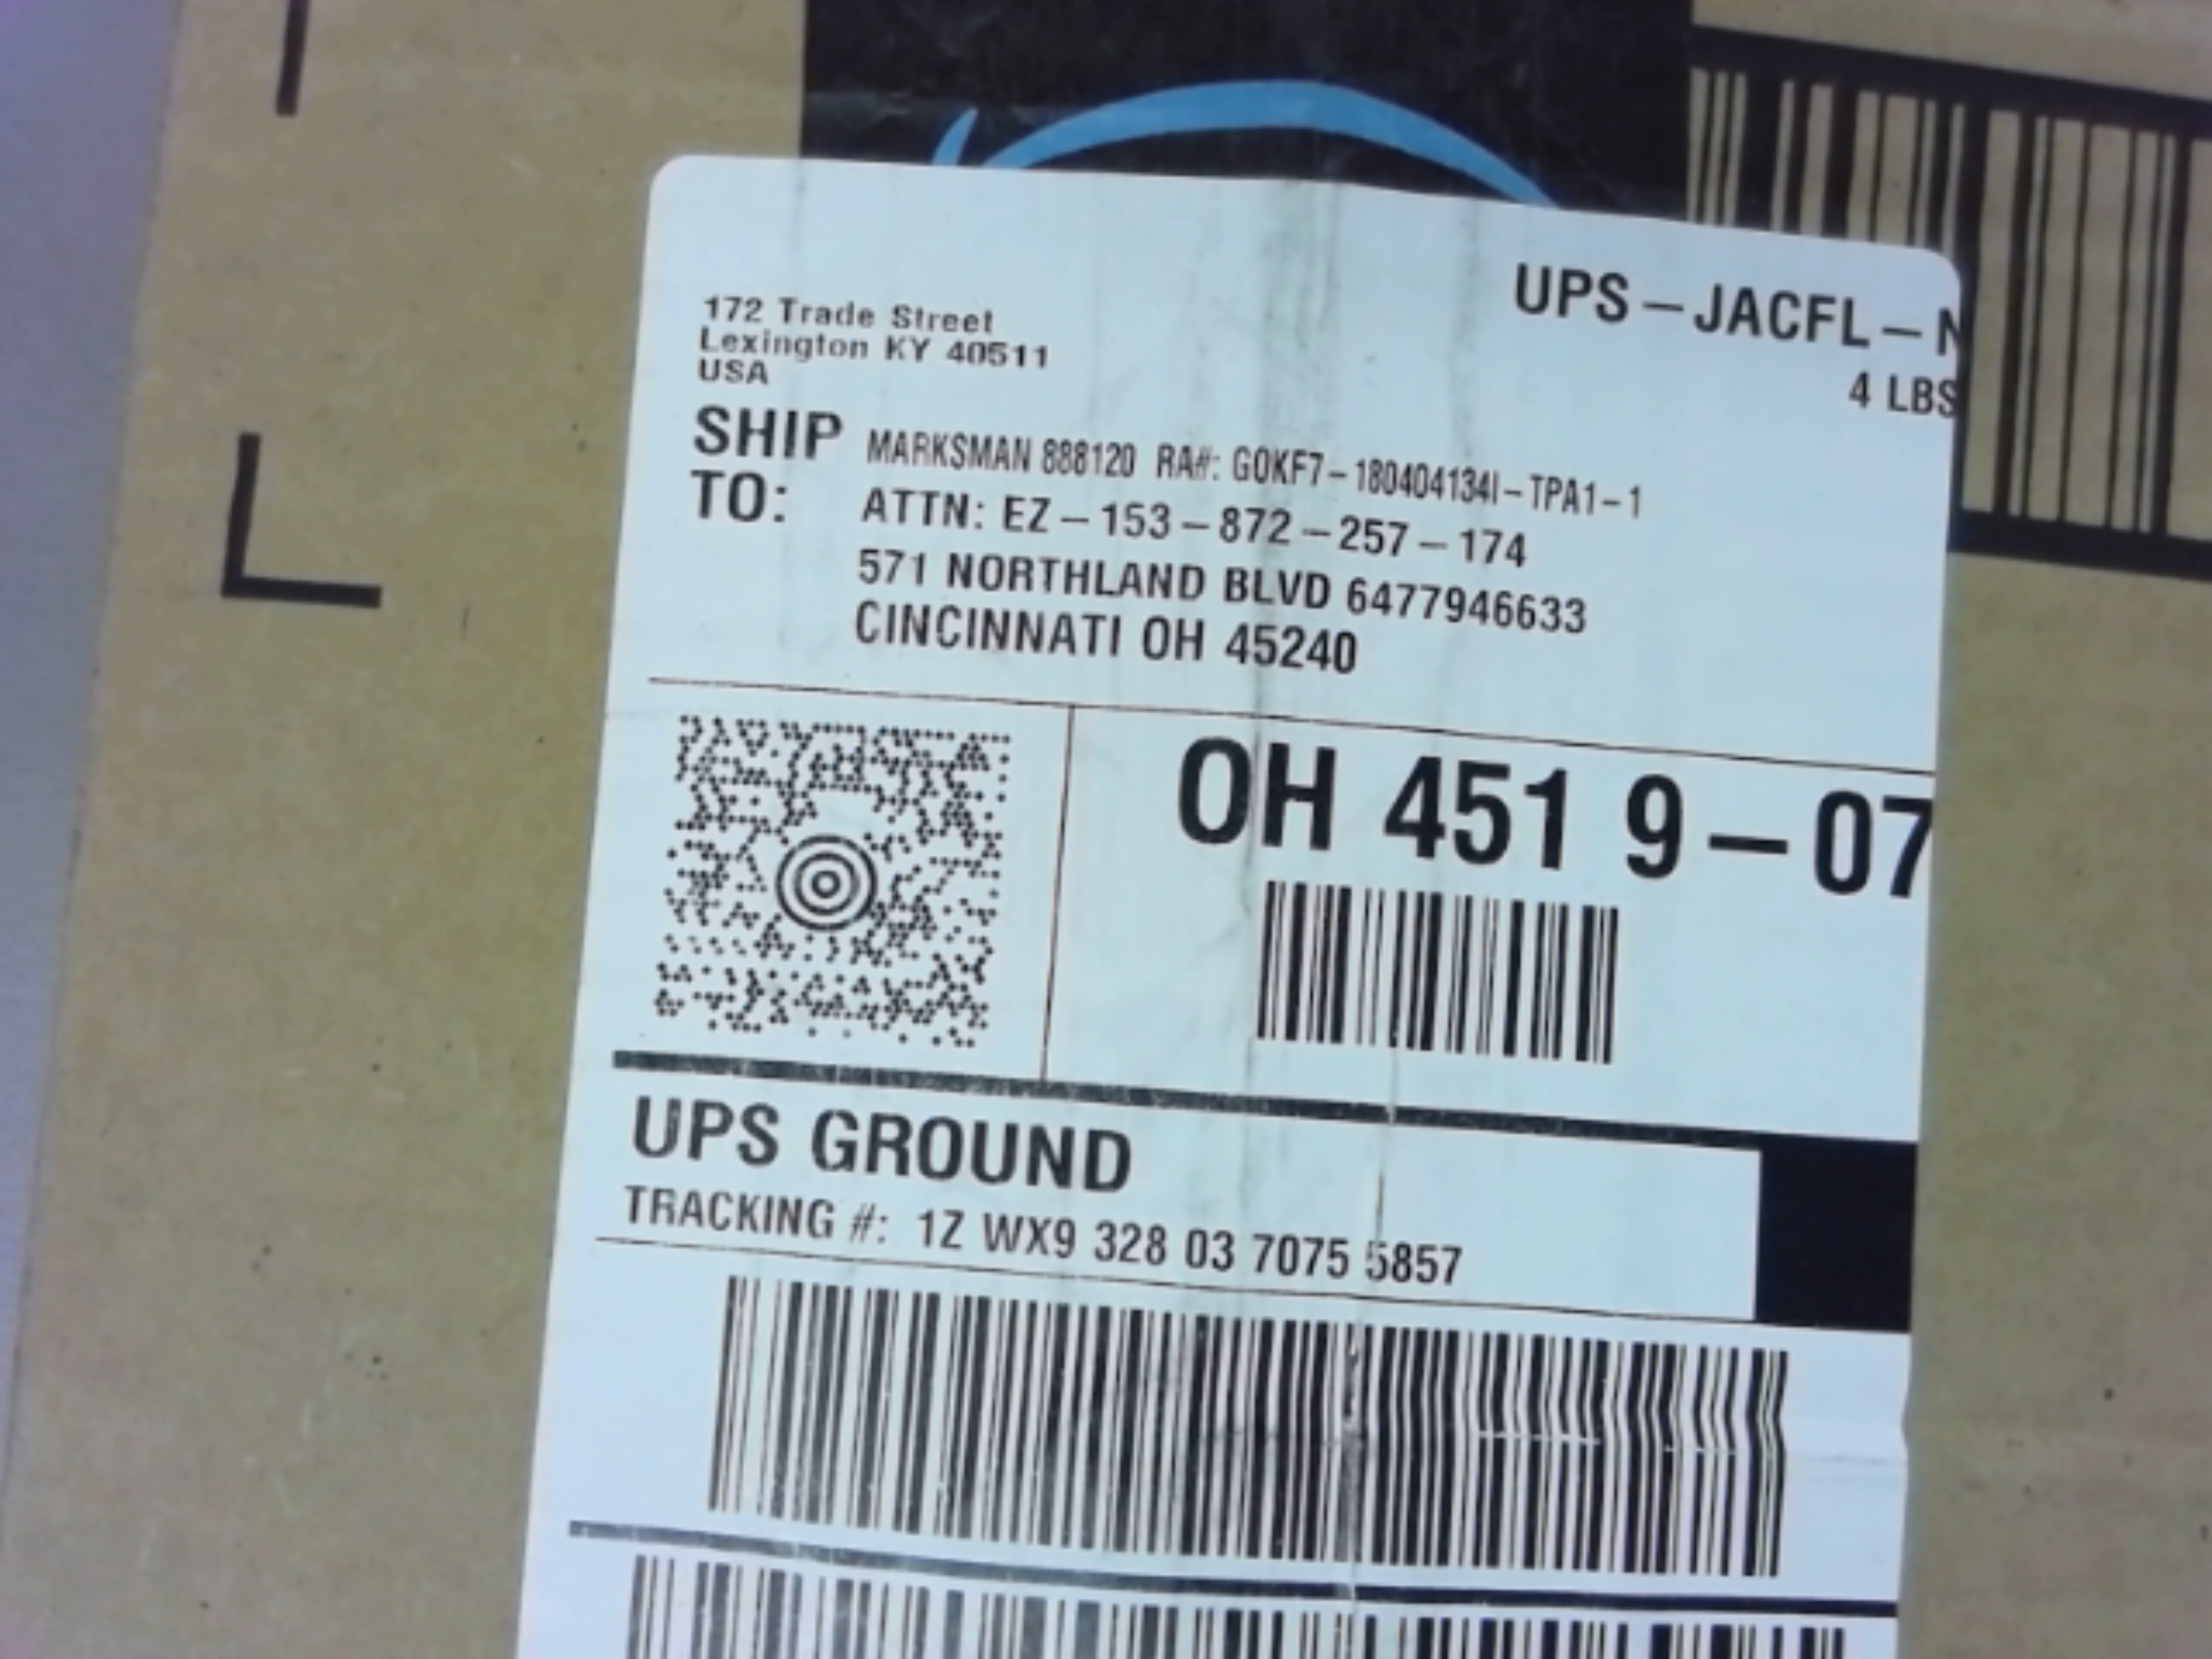 172 Trade Street
Lexington KY 40511
USA
UPS-JACFL-N
4 LBS
SHIP TO: MARKSMAN 888120 RA#: G0KF7-180404134I-TPA1-1
ATTN: EZ-153-872-257-174
571 NORTHLAND BLVD 6477946633
CINCINNATI OH 45240
OH 451 9-07
UPS GROUND
TRACKING #: 1Z WX9 328 03 7075 5857